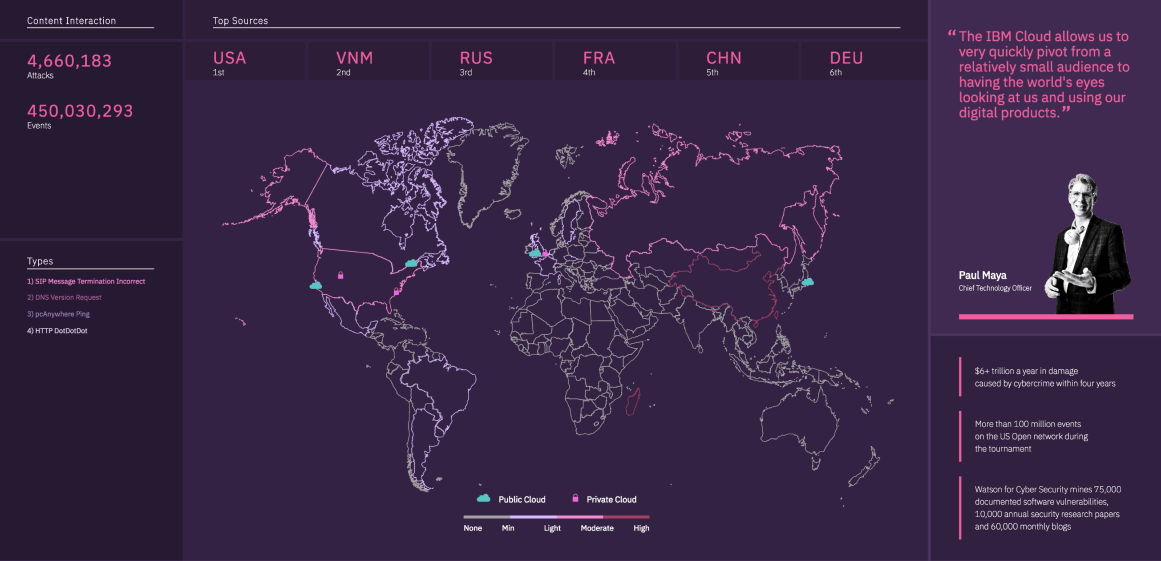 Content Interaction
4,660,183
Attacks
450,030,293
Events
Types
1) SIP Message Termination Incorrect
2) DNS Version Request
3) pcAnywhere Ping
4) HTTP DotDotDot
Top Sources
USA
1st
VNM
2nd
RUS
3rd
FRA
4th
CHN
5th
DEU
6th
Public Cloud
Private Cloud
None
Min
Light
Moderate
High
“The IBM Cloud allows us to
very quickly pivot from a
relatively small audience to
having the world's eyes
looking at us and using our
digital products.”
Paul Maya
Chief Technology Officer
$6+ trillion a year in damage
caused by cybercrime within four years
More than 100 million events
on the US Open network during
the tournament
Watson for Cyber Security mines 75,000
documented software vulnerabilities,
10,000 annual security research papers
and 60,000 monthly blogs